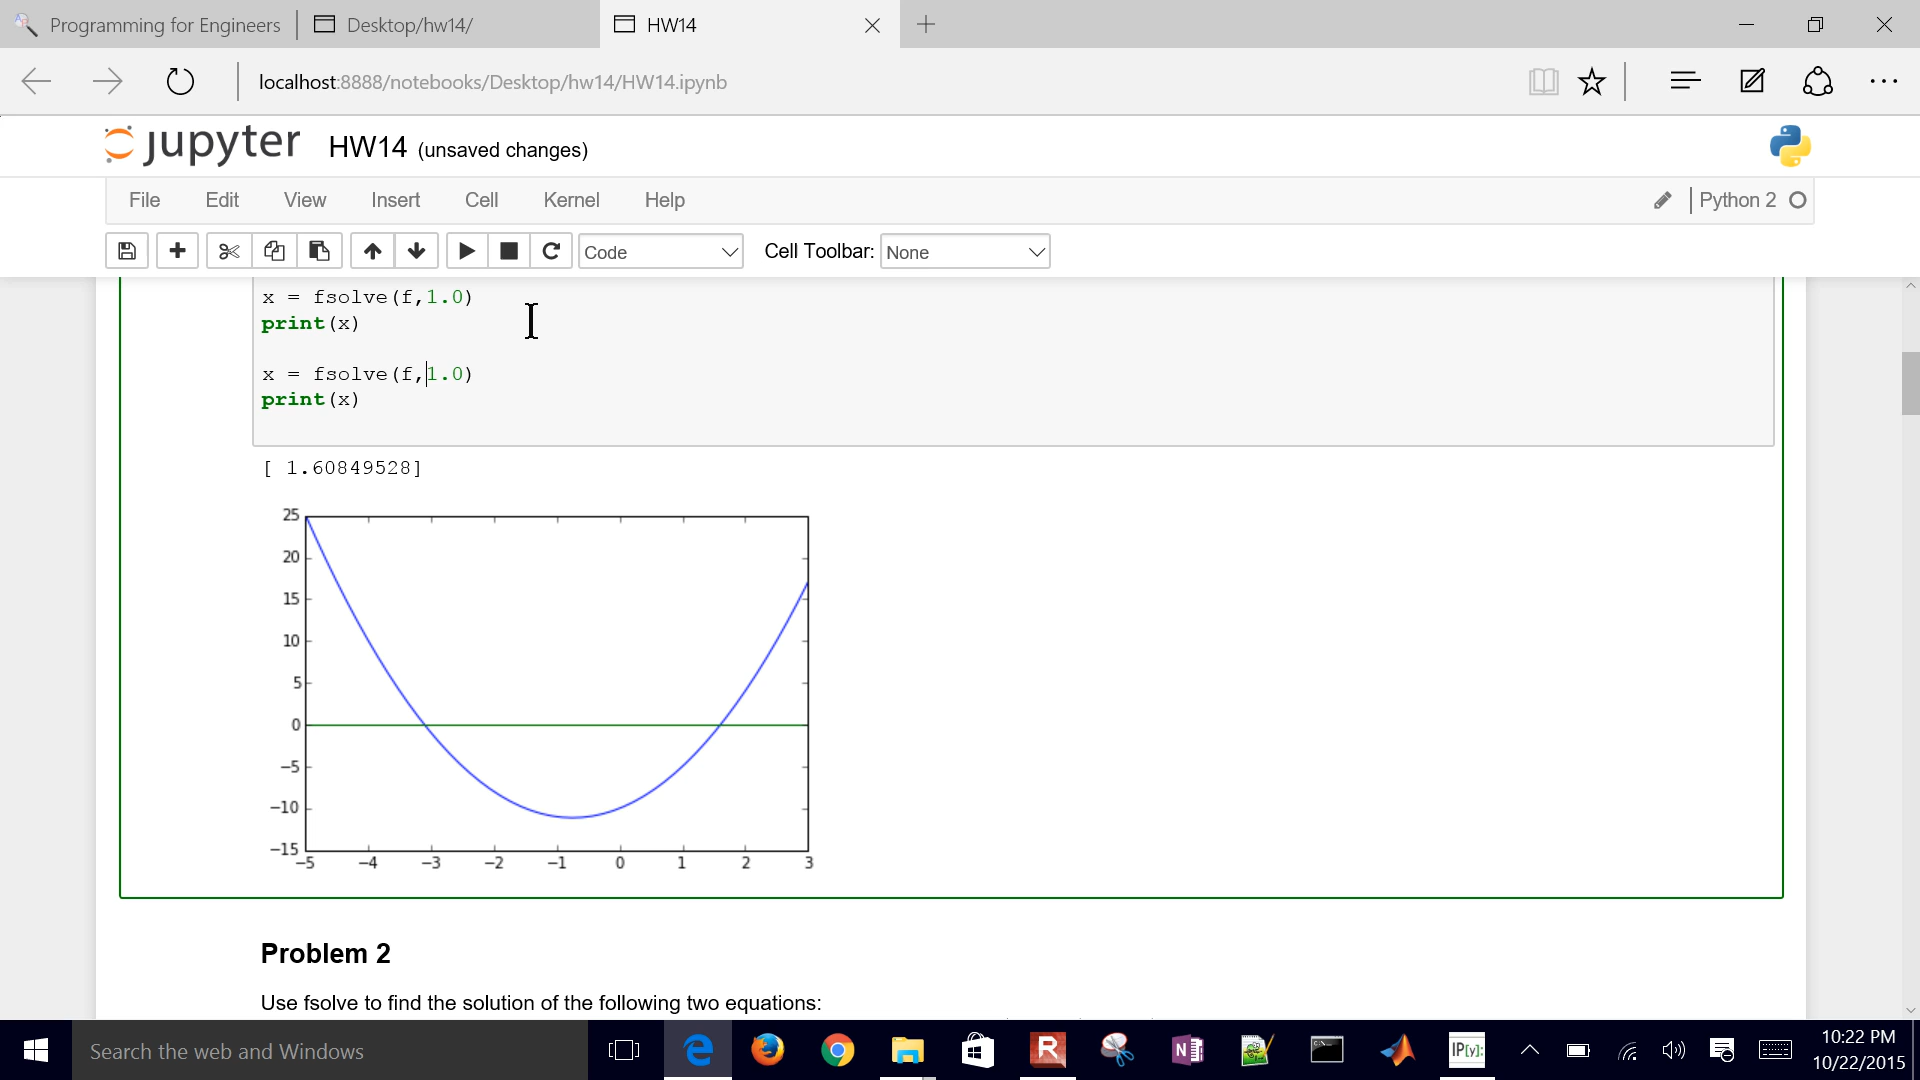 Programming for Engineers
Desktop/hw14/
HW14
localhost:8888/notebooks/Desktop/hw14/HW14.ipynb
jupyter HW14 (unsaved changes)
File Edit View Insert Cell Kernel Help Python 2
Code Cell Toolbar: None
x = fsolve(f,1.0)
print(x)
x = fsolve(f,1.0)
print(x)
[ 1.60849528]
25
20
15
10
5
0
−5
−10
−15
−5 −4 −3 −2 −1 0 1 2 3
Problem 2
Use fsolve to find the solution of the following two equations:
Search the web and Windows
R
N
C:\
IP[y]:
10:22 PM
10/22/2015